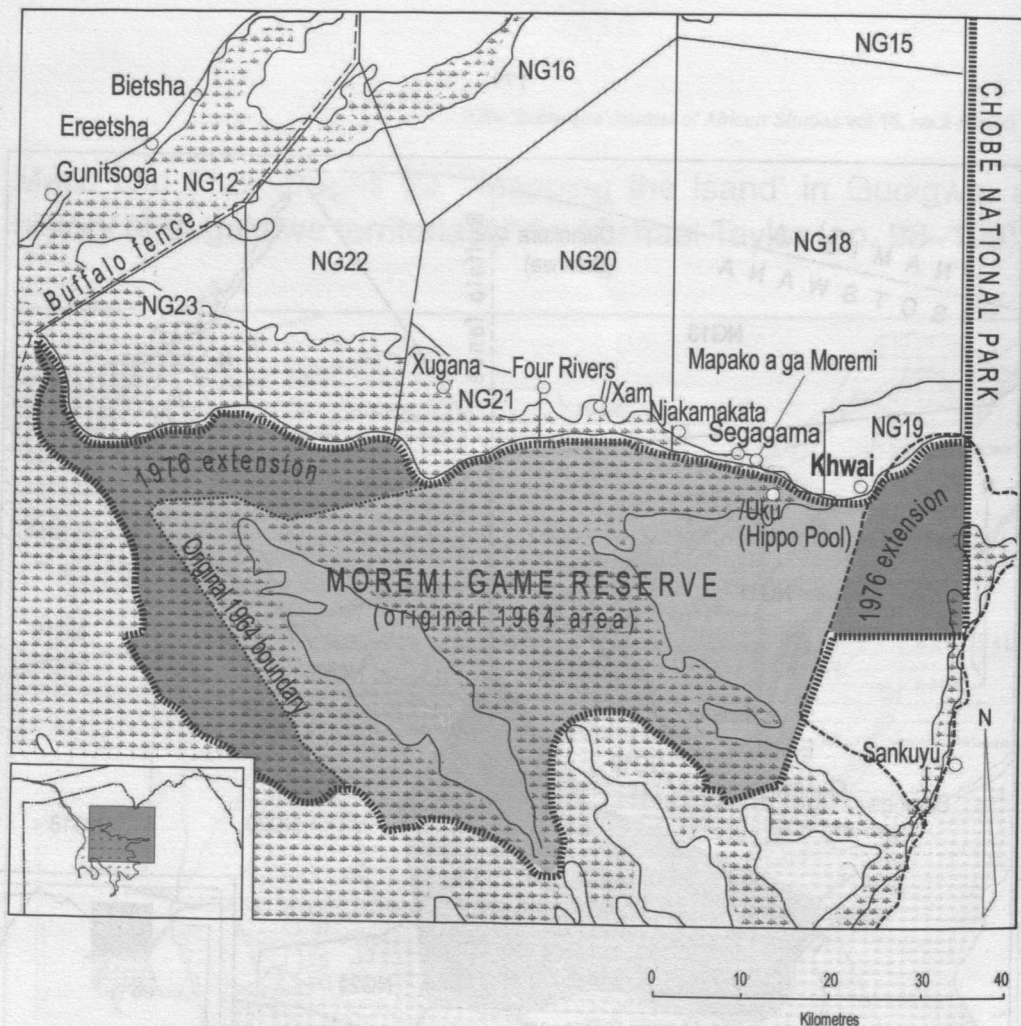 NG15
NG16
Bietsha
Ereetsha
Gunitsoga
NG12
Buffalo fence
NG22
NG20
NG18
NG23
CHOBE NATIONAL PARK
Mapako a ga Moremi
Xugana
Four Rivers
//Xam
NG21
Njakamakata
Segagama
NG19
Khwai
1976 extension
/Uku
(Hippo Pool)
1976 extension
Original 1964 boundary
MOREMI GAME RESERVE
(original 1964 area)
Sankuyu
N
0 10 20 30 40
Kilometres